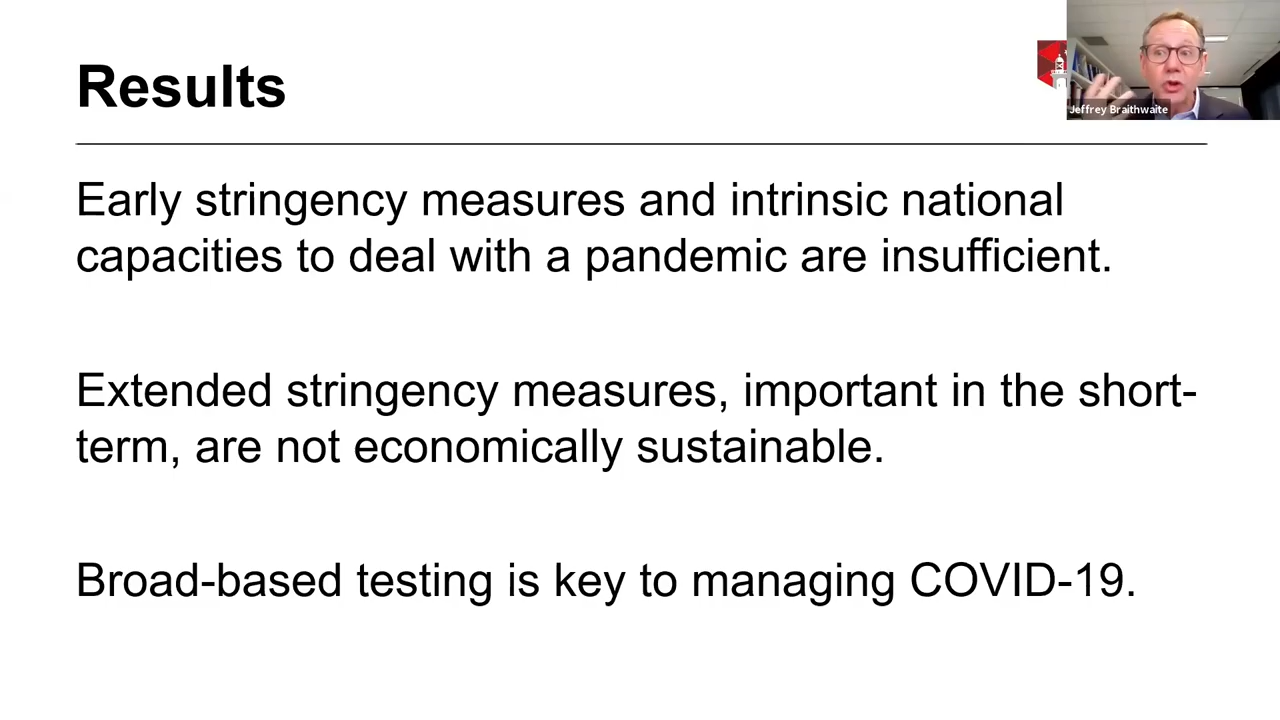 Results
Jeffrey Braithwaite
Early stringency measures and intrinsic national
capacities to deal with a pandemic are insufficient.
Extended stringency measures, important in the short-
term, are not economically sustainable.
Broad-based testing is key to managing COVID-19.